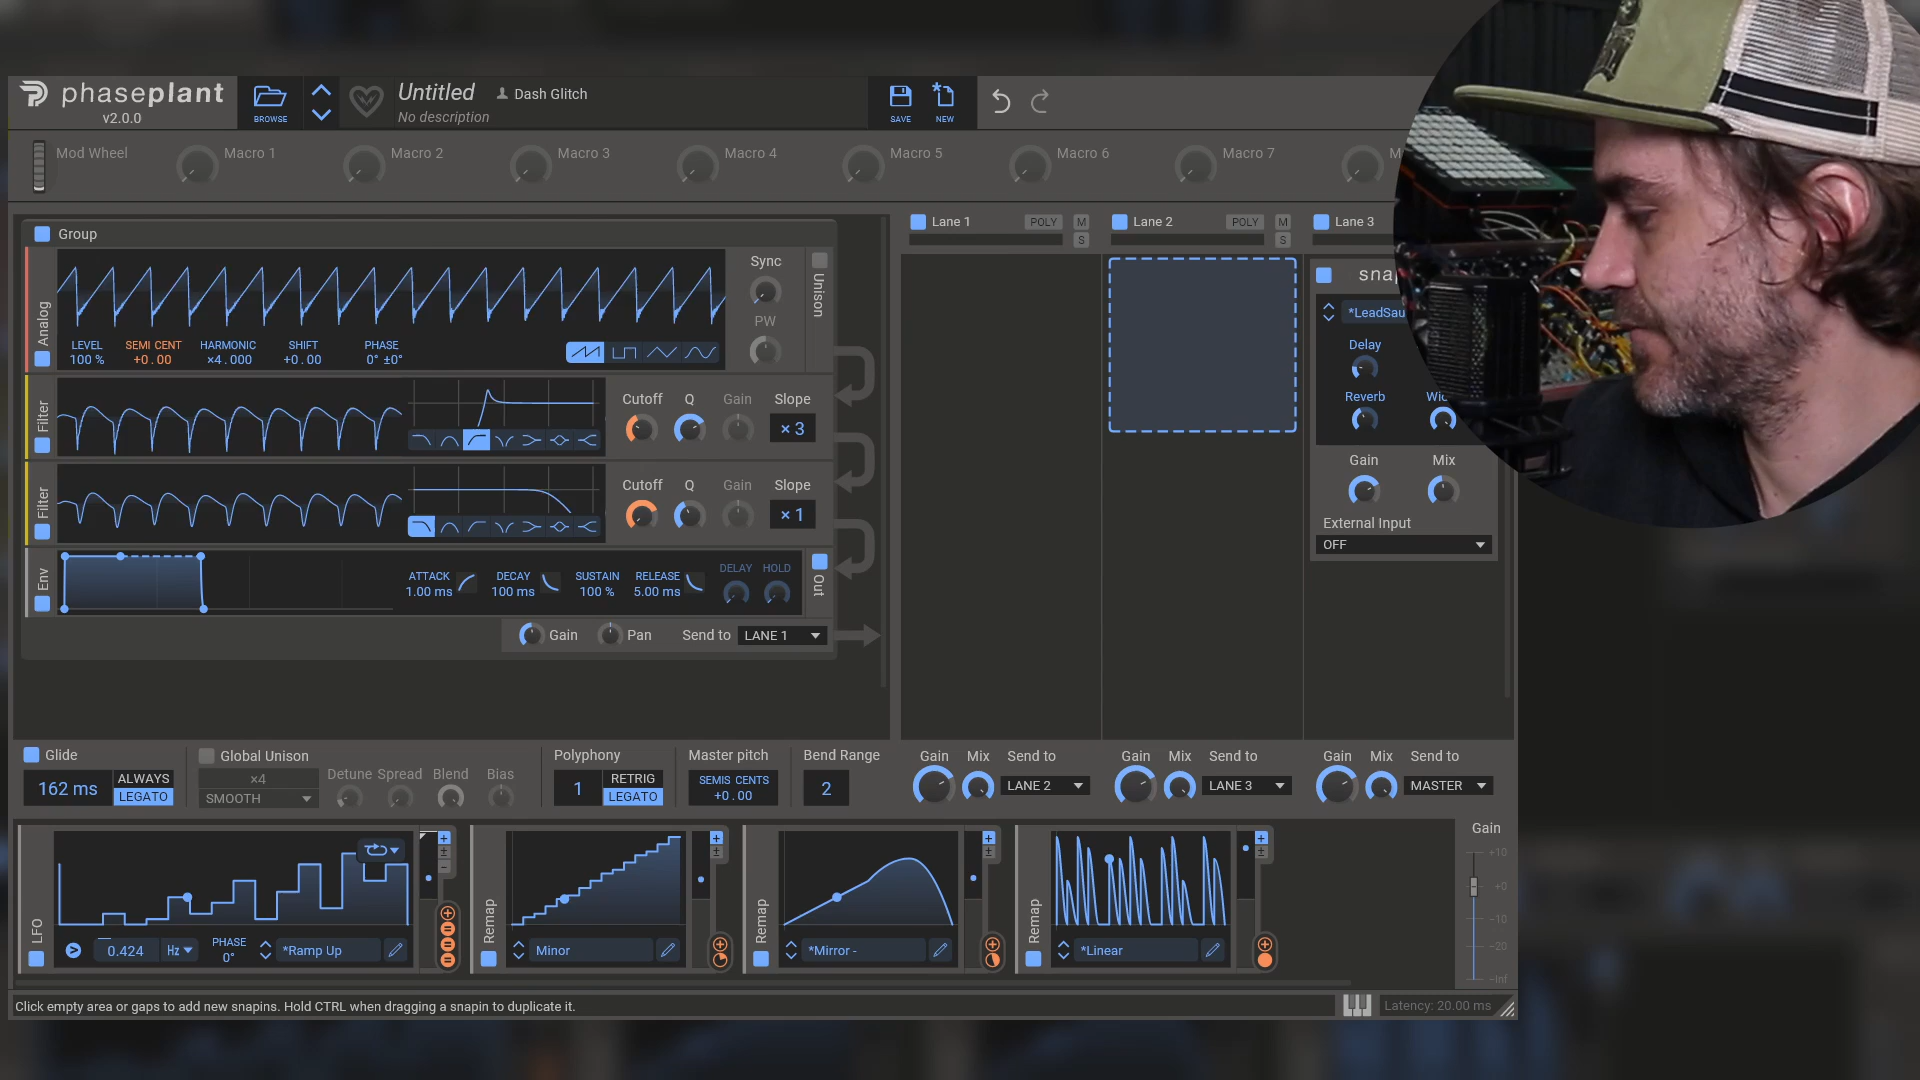 phaseplant
v2.0.0
BROWSE
Untitled
Dash Glitch
No description
SAVE
NEW
Mod Wheel
Macro 1
Macro 2
Macro 3
Macro 4
Macro 5
Macro 6
Macro 7
Group
Lane 1
POLY
M
S
Lane 2
POLY
M
S
Lane 3
Analog
LEVEL
100 %
SEMI CENT
+0.00
HARMONIC
×4.000
SHIFT
+0.00
PHASE
0° ±0°
Sync
PW
Unison
Filter
Cutoff
Q
Gain
Slope
× 3
Filter
Cutoff
Q
Gain
Slope
× 1
Env
ATTACK
1.00 ms
DECAY
100 ms
SUSTAIN
100 %
RELEASE
5.00 ms
DELAY
HOLD
Out
Gain
Pan
Send to
LANE 1
*LeadSau
Delay
Reverb
Gain
Mix
External Input
OFF
Glide
162 ms
ALWAYS
LEGATO
Global Unison
×4
SMOOTH
Detune
Spread
Blend
Bias
Polyphony
1
RETRIG
LEGATO
Master pitch
SEMIS CENTS
+0.00
Bend Range
2
Gain
Mix
Send to
LANE 2
Gain
Mix
Send to
LANE 3
Gain
Mix
Send to
MASTER
LFO
0.424
Hz
PHASE
0°
*Ramp Up
Remap
Minor
Remap
*Mirror -
Remap
*Linear
Gain
+10
+0
-10
-20
-Inf
Click empty area or gaps to add new snapins. Hold CTRL when dragging a snapin to duplicate it.
Latency: 20.00 ms